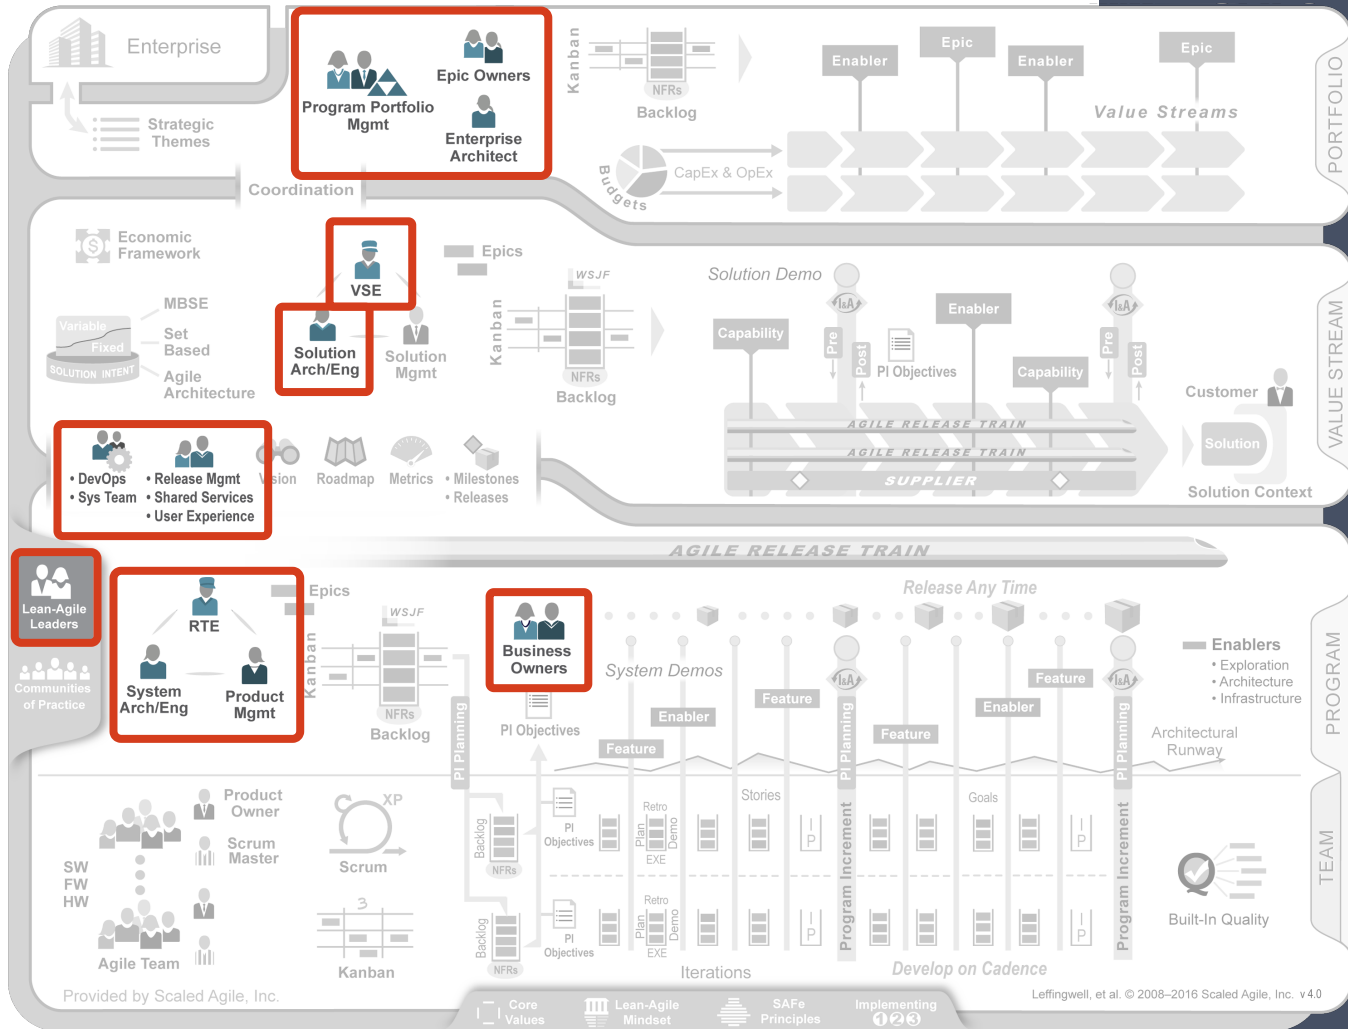 Enterprise
Strategic
Themes
Program Portfolio
Mgmt
Epic Owners
Enterprise
Architect
Kanban
NFRs
Backlog
Budgets
CapEx & OpEx
Enabler
Epic
Enabler
Epic
Value Streams
PORTFOLIO
Coordination
Economic
Framework
MBSE
Set
Based
Agile
Architecture
Variable
Fixed
SOLUTION INTENT
VSE
Solution
Arch/Eng
Solution
Mgmt
Epics
Kanban
WSJF
NFRs
Backlog
Solution Demo
Capability
Pre
I&A
Post
PI Objectives
Enabler
Capability
Pre
I&A
Post
AGILE RELEASE TRAIN
AGILE RELEASE TRAIN
SUPPLIER
Customer
Solution
Solution Context
VALUE STREAM
• DevOps
• Sys Team
• Release Mgmt
• Shared Services
• User Experience
Vision
Roadmap
Metrics
• Milestones
• Releases
AGILE RELEASE TRAIN
Lean-Agile
Leaders
Communities
of Practice
RTE
System
Arch/Eng
Product
Mgmt
Epics
Kanban
WSJF
NFRs
Backlog
PI Planning
Business
Owners
PI Objectives
Release Any Time
System Demos
Feature
Enabler
Feature
I&A
PI Planning
Feature
Enabler
Feature
I&A
PI Planning
Enablers
• Exploration
• Architecture
• Infrastructure
Architectural
Runway
PROGRAM
Product
Owner
Scrum
Master
SW
FW
HW
Agile Team
XP
Scrum
3
Kanban
Backlog
NFRs
PI
Objectives
Retro
Plan
Demo
EXE
Stories
I
P
Program Increment
Goals
I
P
Program Increment
Backlog
NFRs
PI
Objectives
Retro
Plan
Demo
EXE
I
P
I
P
Iterations
Develop on Cadence
Built-In Quality
TEAM
Provided by Scaled Agile, Inc.
Leffingwell, et al. © 2008–2016 Scaled Agile, Inc. v 4.0
Core
Values
Lean-Agile
Mindset
SAFe
Principles
Implementing
1 2 3